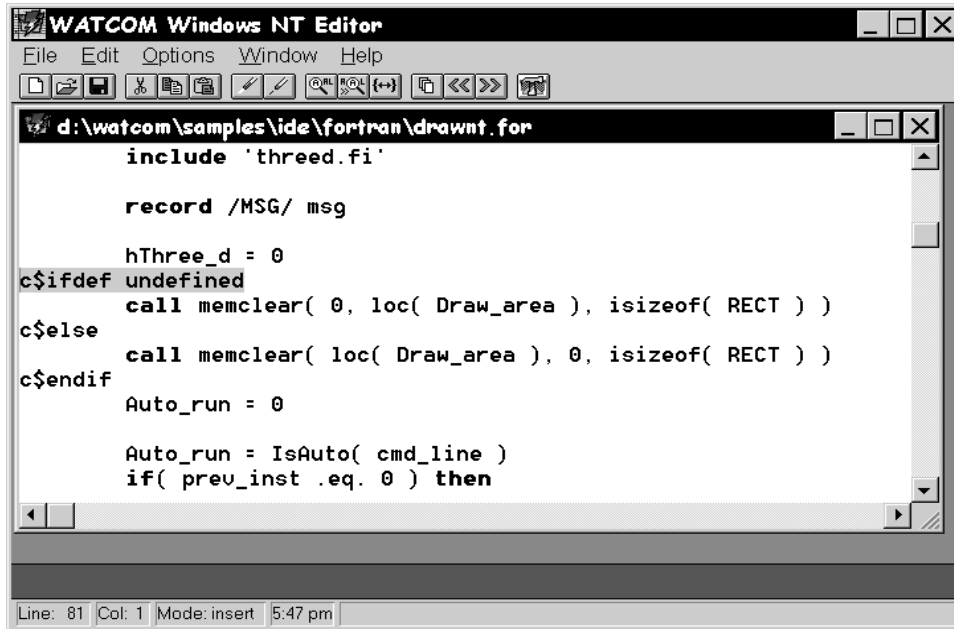 WATCOM Windows NT Editor
File Edit Options Window Help
d:\watcom\samples\ide\fortran\drawnt.for
include 'threed.fi'
record /MSG/ msg
hThree_d = 0
c$ifdef undefined
call memclear( 0, loc( Draw_area ), isizeof( RECT ) )
c$else
call memclear( loc( Draw_area ), 0, isizeof( RECT ) )
c$endif
Auto_run = 0
Auto_run = IsAuto( cmd_line )
if( prev_inst .eq. 0 ) then
Line: 81 Col: 1 Mode: insert 5:47 pm